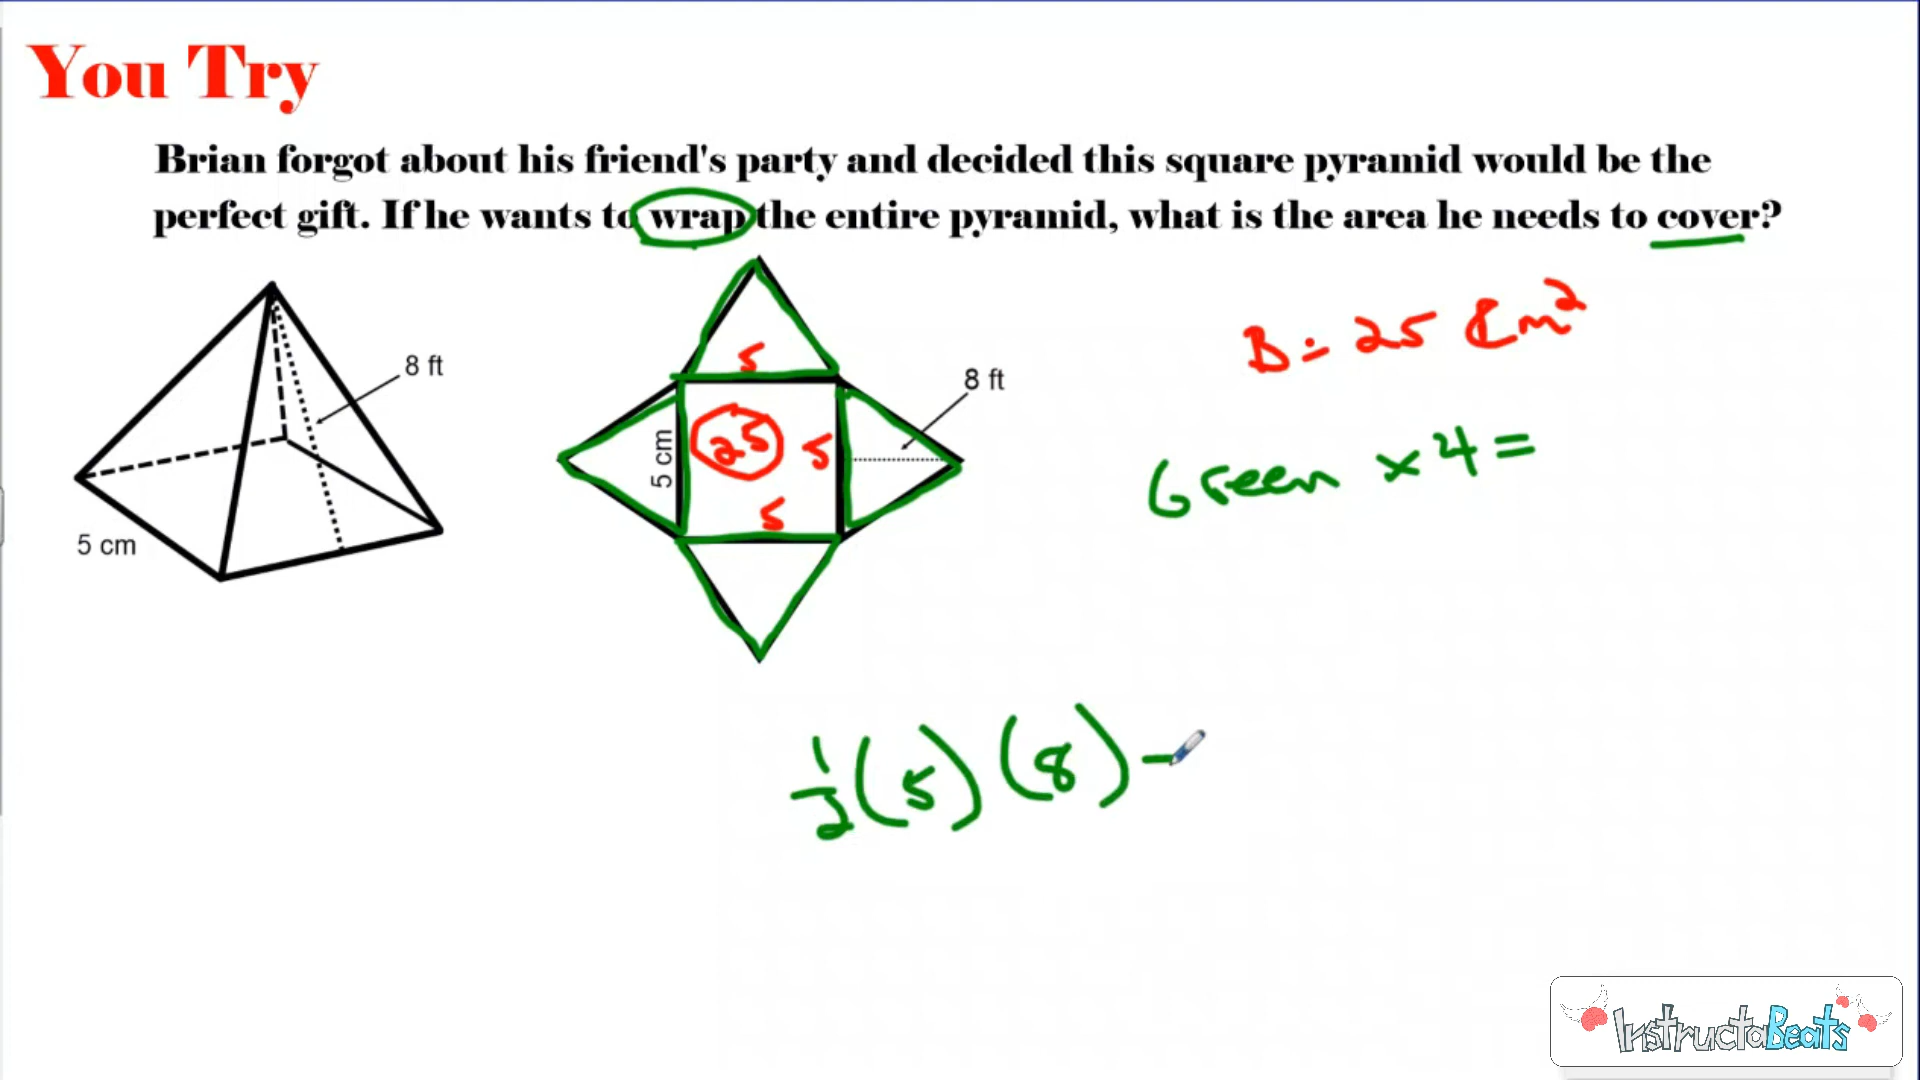 You Try
Brian forgot about his friend's party and decided this square pyramid would be the
perfect gift. If he wants to wrap the entire pyramid, what is the area he needs to cover?
8 ft
5 cm
5
8 ft
5 cm
25
5
5
B = 25 cm²
Green x 4 =
1/2 (5) (8) -
InstructaBeats